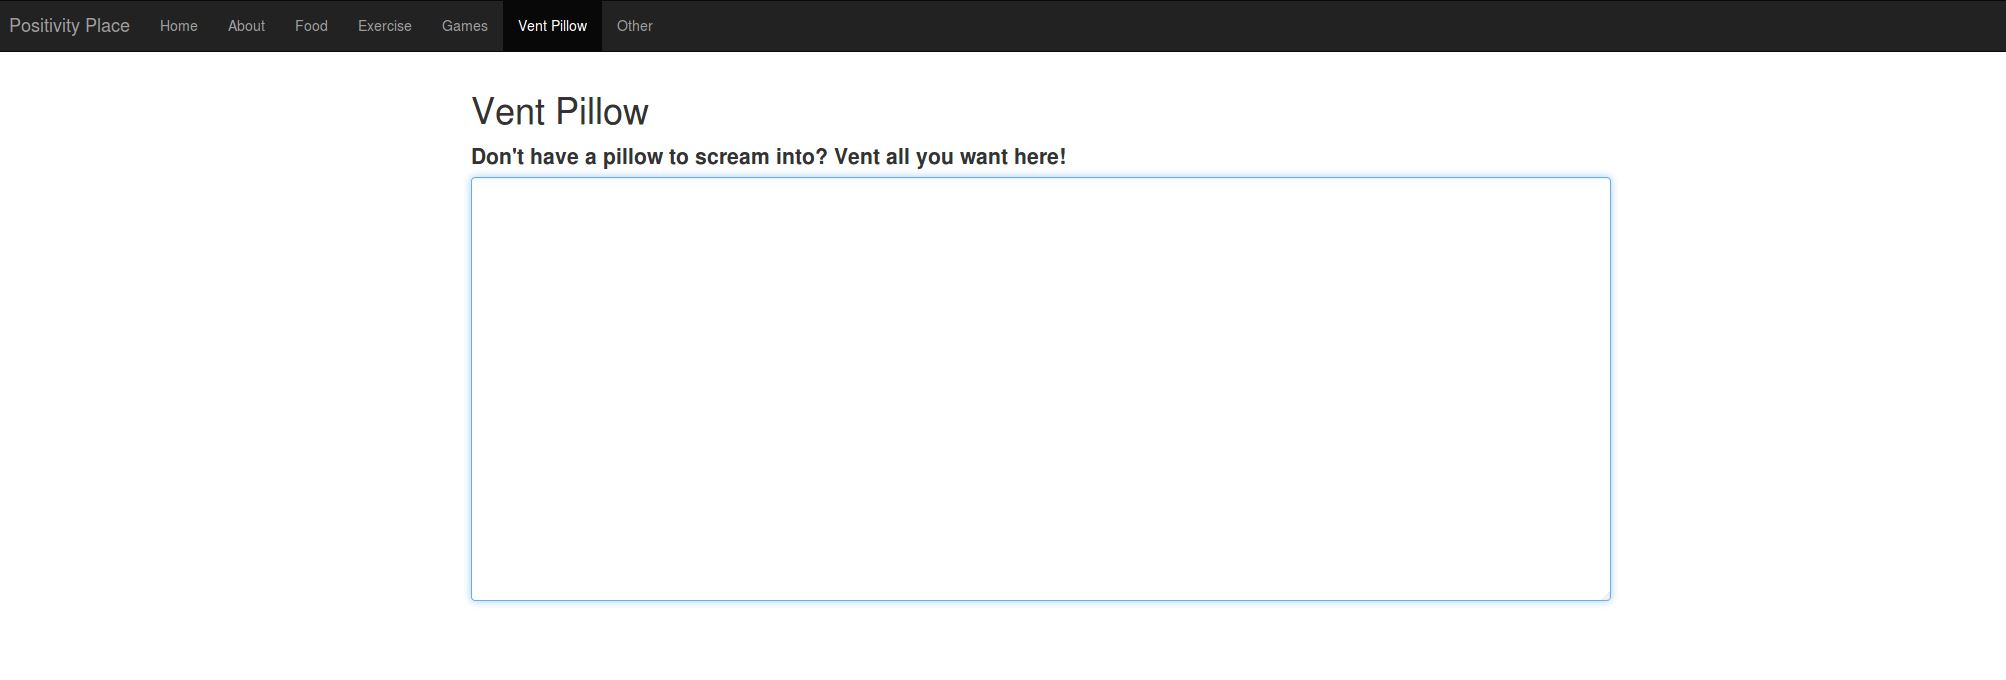 Positivity Place Home About Food Exercise Games Vent Pillow Other
Vent Pillow
Don't have a pillow to scream into? Vent all you want here!